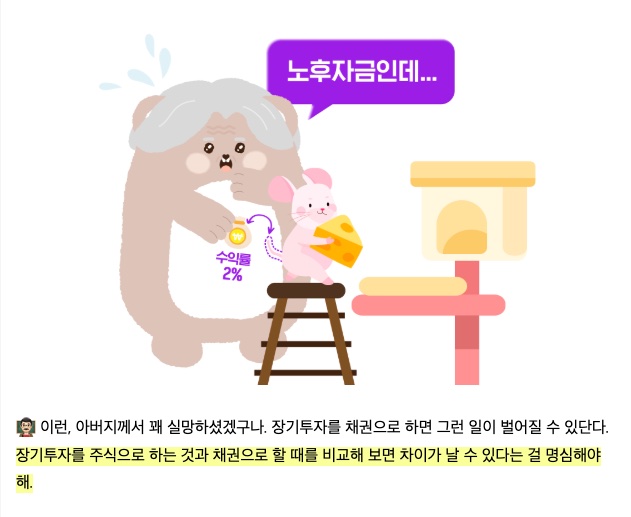 노후자금인데...
수익률
2%
이런, 아버지께서 꽤 실망하셨겠구나. 장기투자를 채권으로 하면 그런 일이 벌어질 수 있단다.
장기투자를 주식으로 하는 것과 채권으로 할 때를 비교해 보면 차이가 날 수 있다는 걸 명심해야
해.